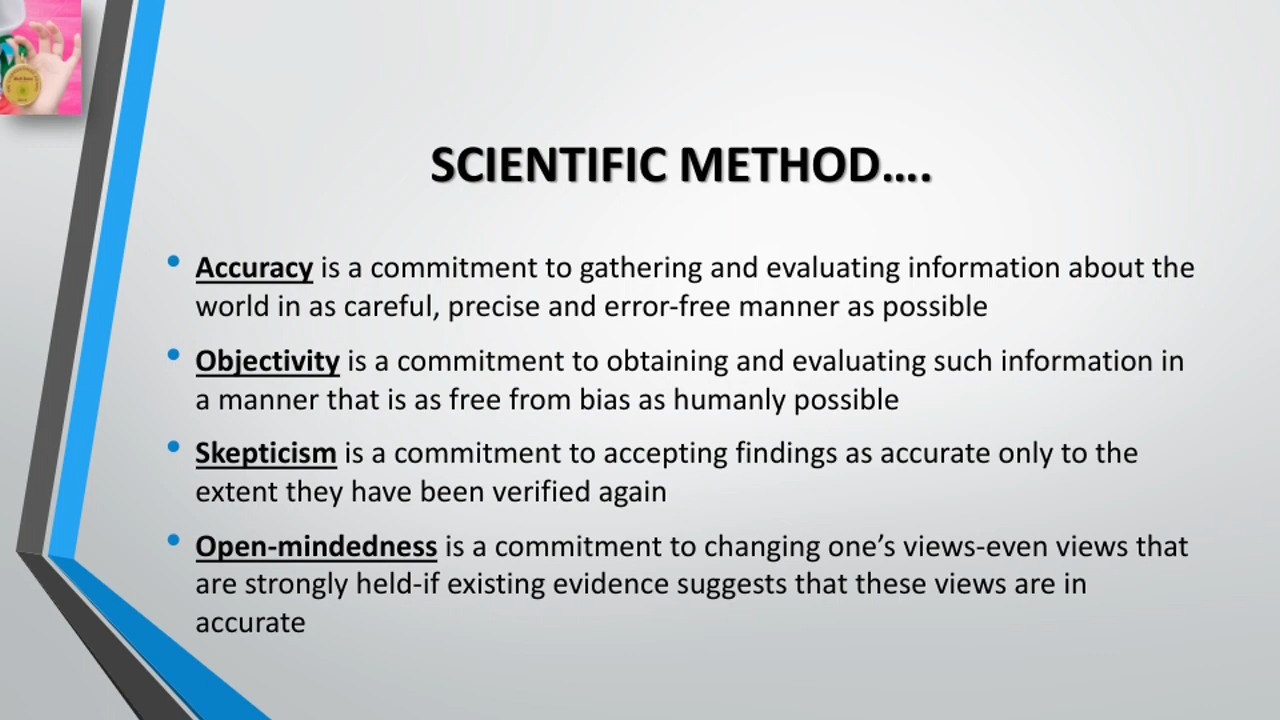 SCIENTIFIC METHOD….
• Accuracy is a commitment to gathering and evaluating information about the
world in as careful, precise and error-free manner as possible
• Objectivity is a commitment to obtaining and evaluating such information in
a manner that is as free from bias as humanly possible
• Skepticism is a commitment to accepting findings as accurate only to the
extent they have been verified again
• Open-mindedness is a commitment to changing one’s views-even views that
are strongly held-if existing evidence suggests that these views are in
accurate